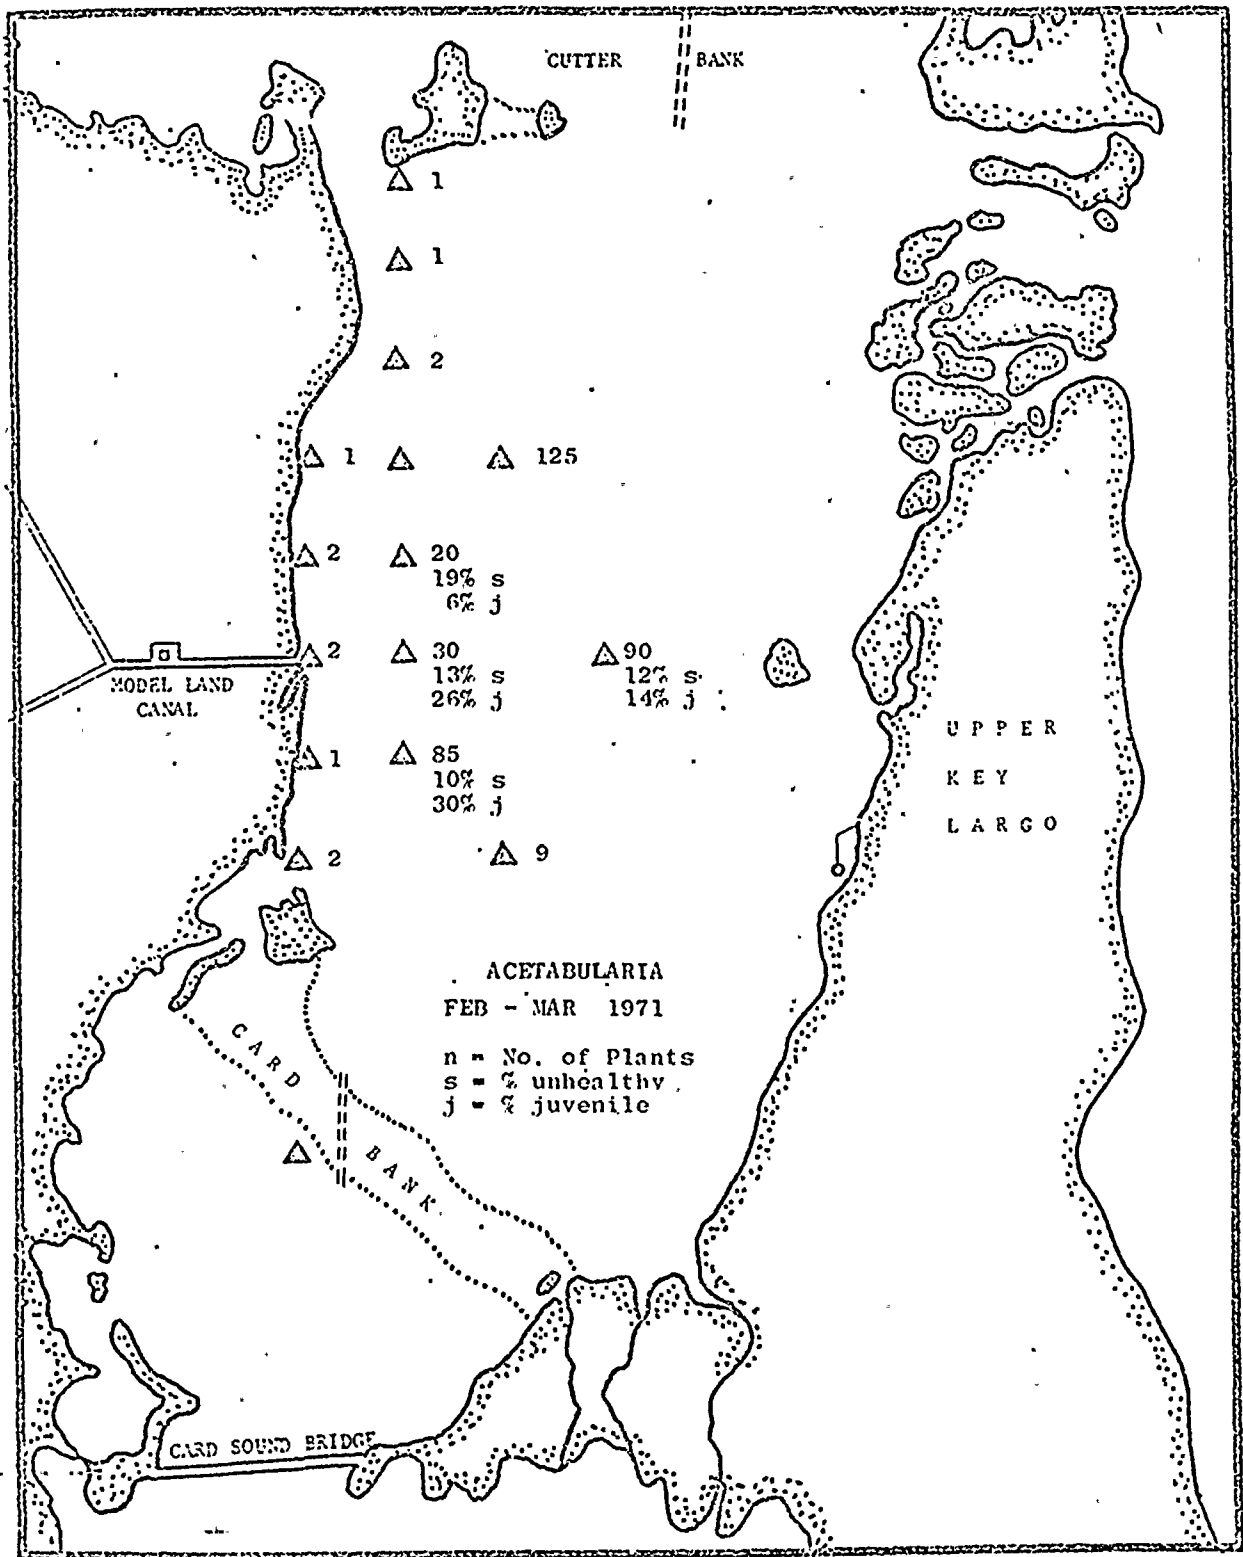 CUTTER BANK
1
1
2
1
125
2
20
19% s
6% j
2
30
13% s
26% j
90
12% s
14% j
MODEL LAND
CANAL
1
85
10% s
30% j
2
9
UPPER
KEY
LARGO
ACETABULARIA
FEB - MAR 1971
n = No. of Plants
s = % unhealthy
j = % juvenile
CARD
BANK
CARD SOUND BRIDGE